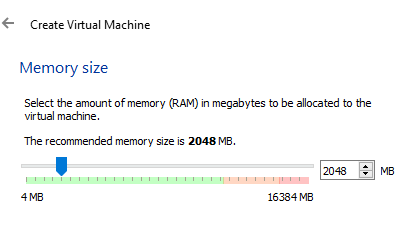 Create Virtual Machine
Memory size
Select the amount of memory (RAM) in megabytes to be allocated to the
virtual machine.
The recommended memory size is 2048 MB.
2048 MB
4 MB 16384 MB